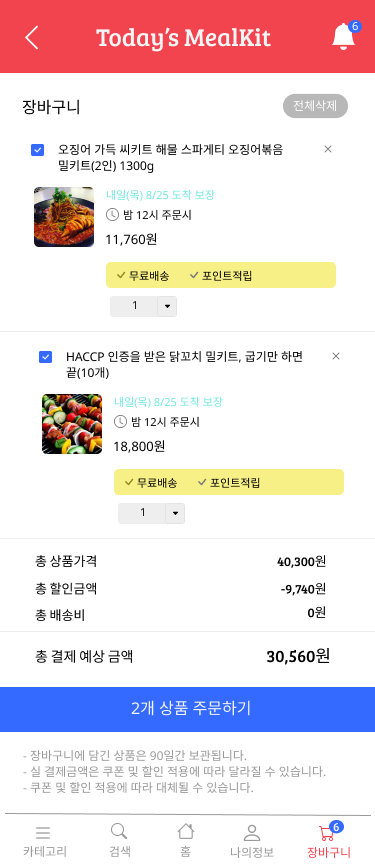 Today's MealKit
6
장바구니
전체삭제
오징어 가득 씨키트 해물 스파게티 오징어볶음
밀키트(2인) 1300g
내일(목) 8/25 도착 보장
밤 12시 주문시
11,760원
무료배송 포인트적립
1
HACCP 인증을 받은 닭꼬치 밀키트, 굽기만 하면
끝(10개)
내일(목) 8/25 도착 보장
밤 12시 주문시
18,800원
무료배송 포인트적립
1
총 상품가격 40,300원
총 할인금액 -9,740원
총 배송비 0원
총 결제 예상 금액 30,560원
2개 상품 주문하기
- 장바구니에 담긴 상품은 90일간 보관됩니다.
- 실 결제금액은 쿠폰 및 할인 적용에 따라 달라질 수 있습니다.
- 쿠폰 및 할인 적용에 따라 대체될 수 있습니다.
6
카테고리 검색 홈 나의정보 장바구니